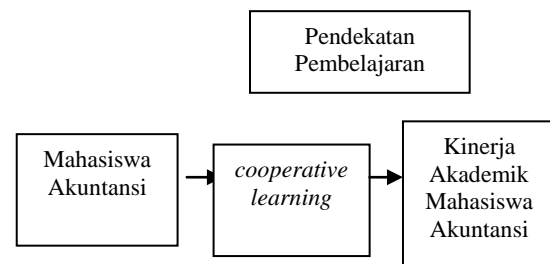 Pendekatan
Pembelajaran
Mahasiswa
Akuntansi
cooperative
learning
Kinerja
Akademik
Mahasiswa
Akuntansi